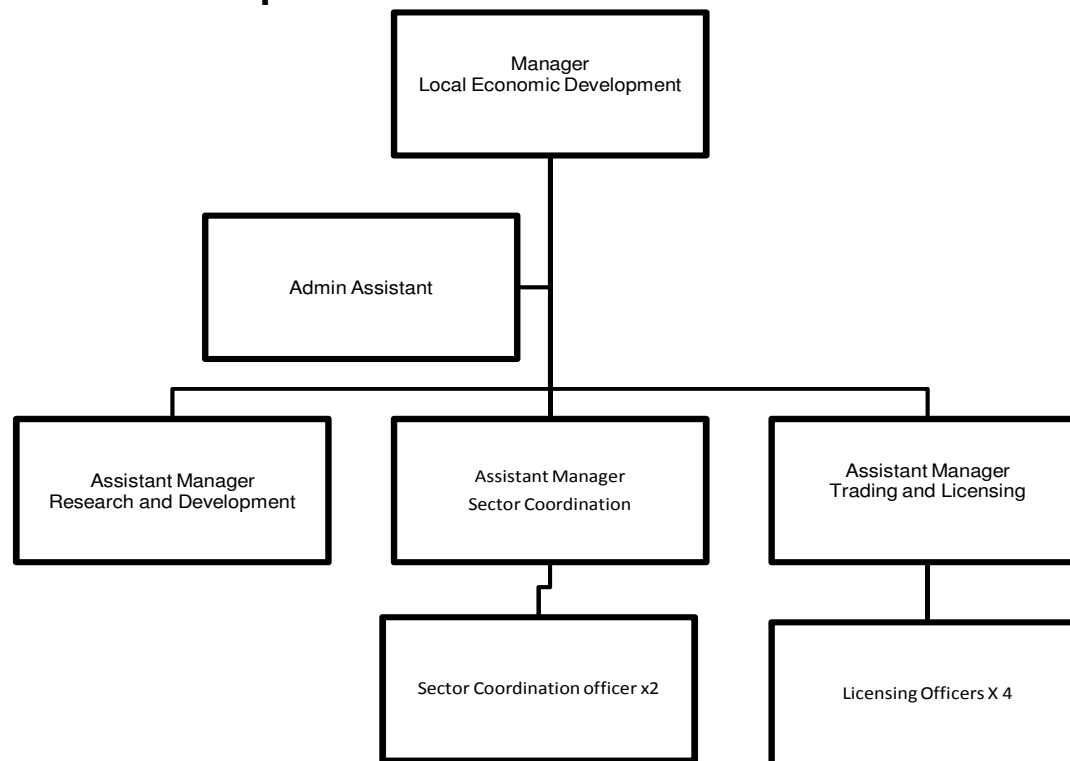 Manager
Local Economic Development
Admin Assistant
Assistant Manager
Research and Development
Assistant Manager
Sector Coordination
Assistant Manager
Trading and Licensing
Sector Coordination officer x2
Licensing Officers X 4